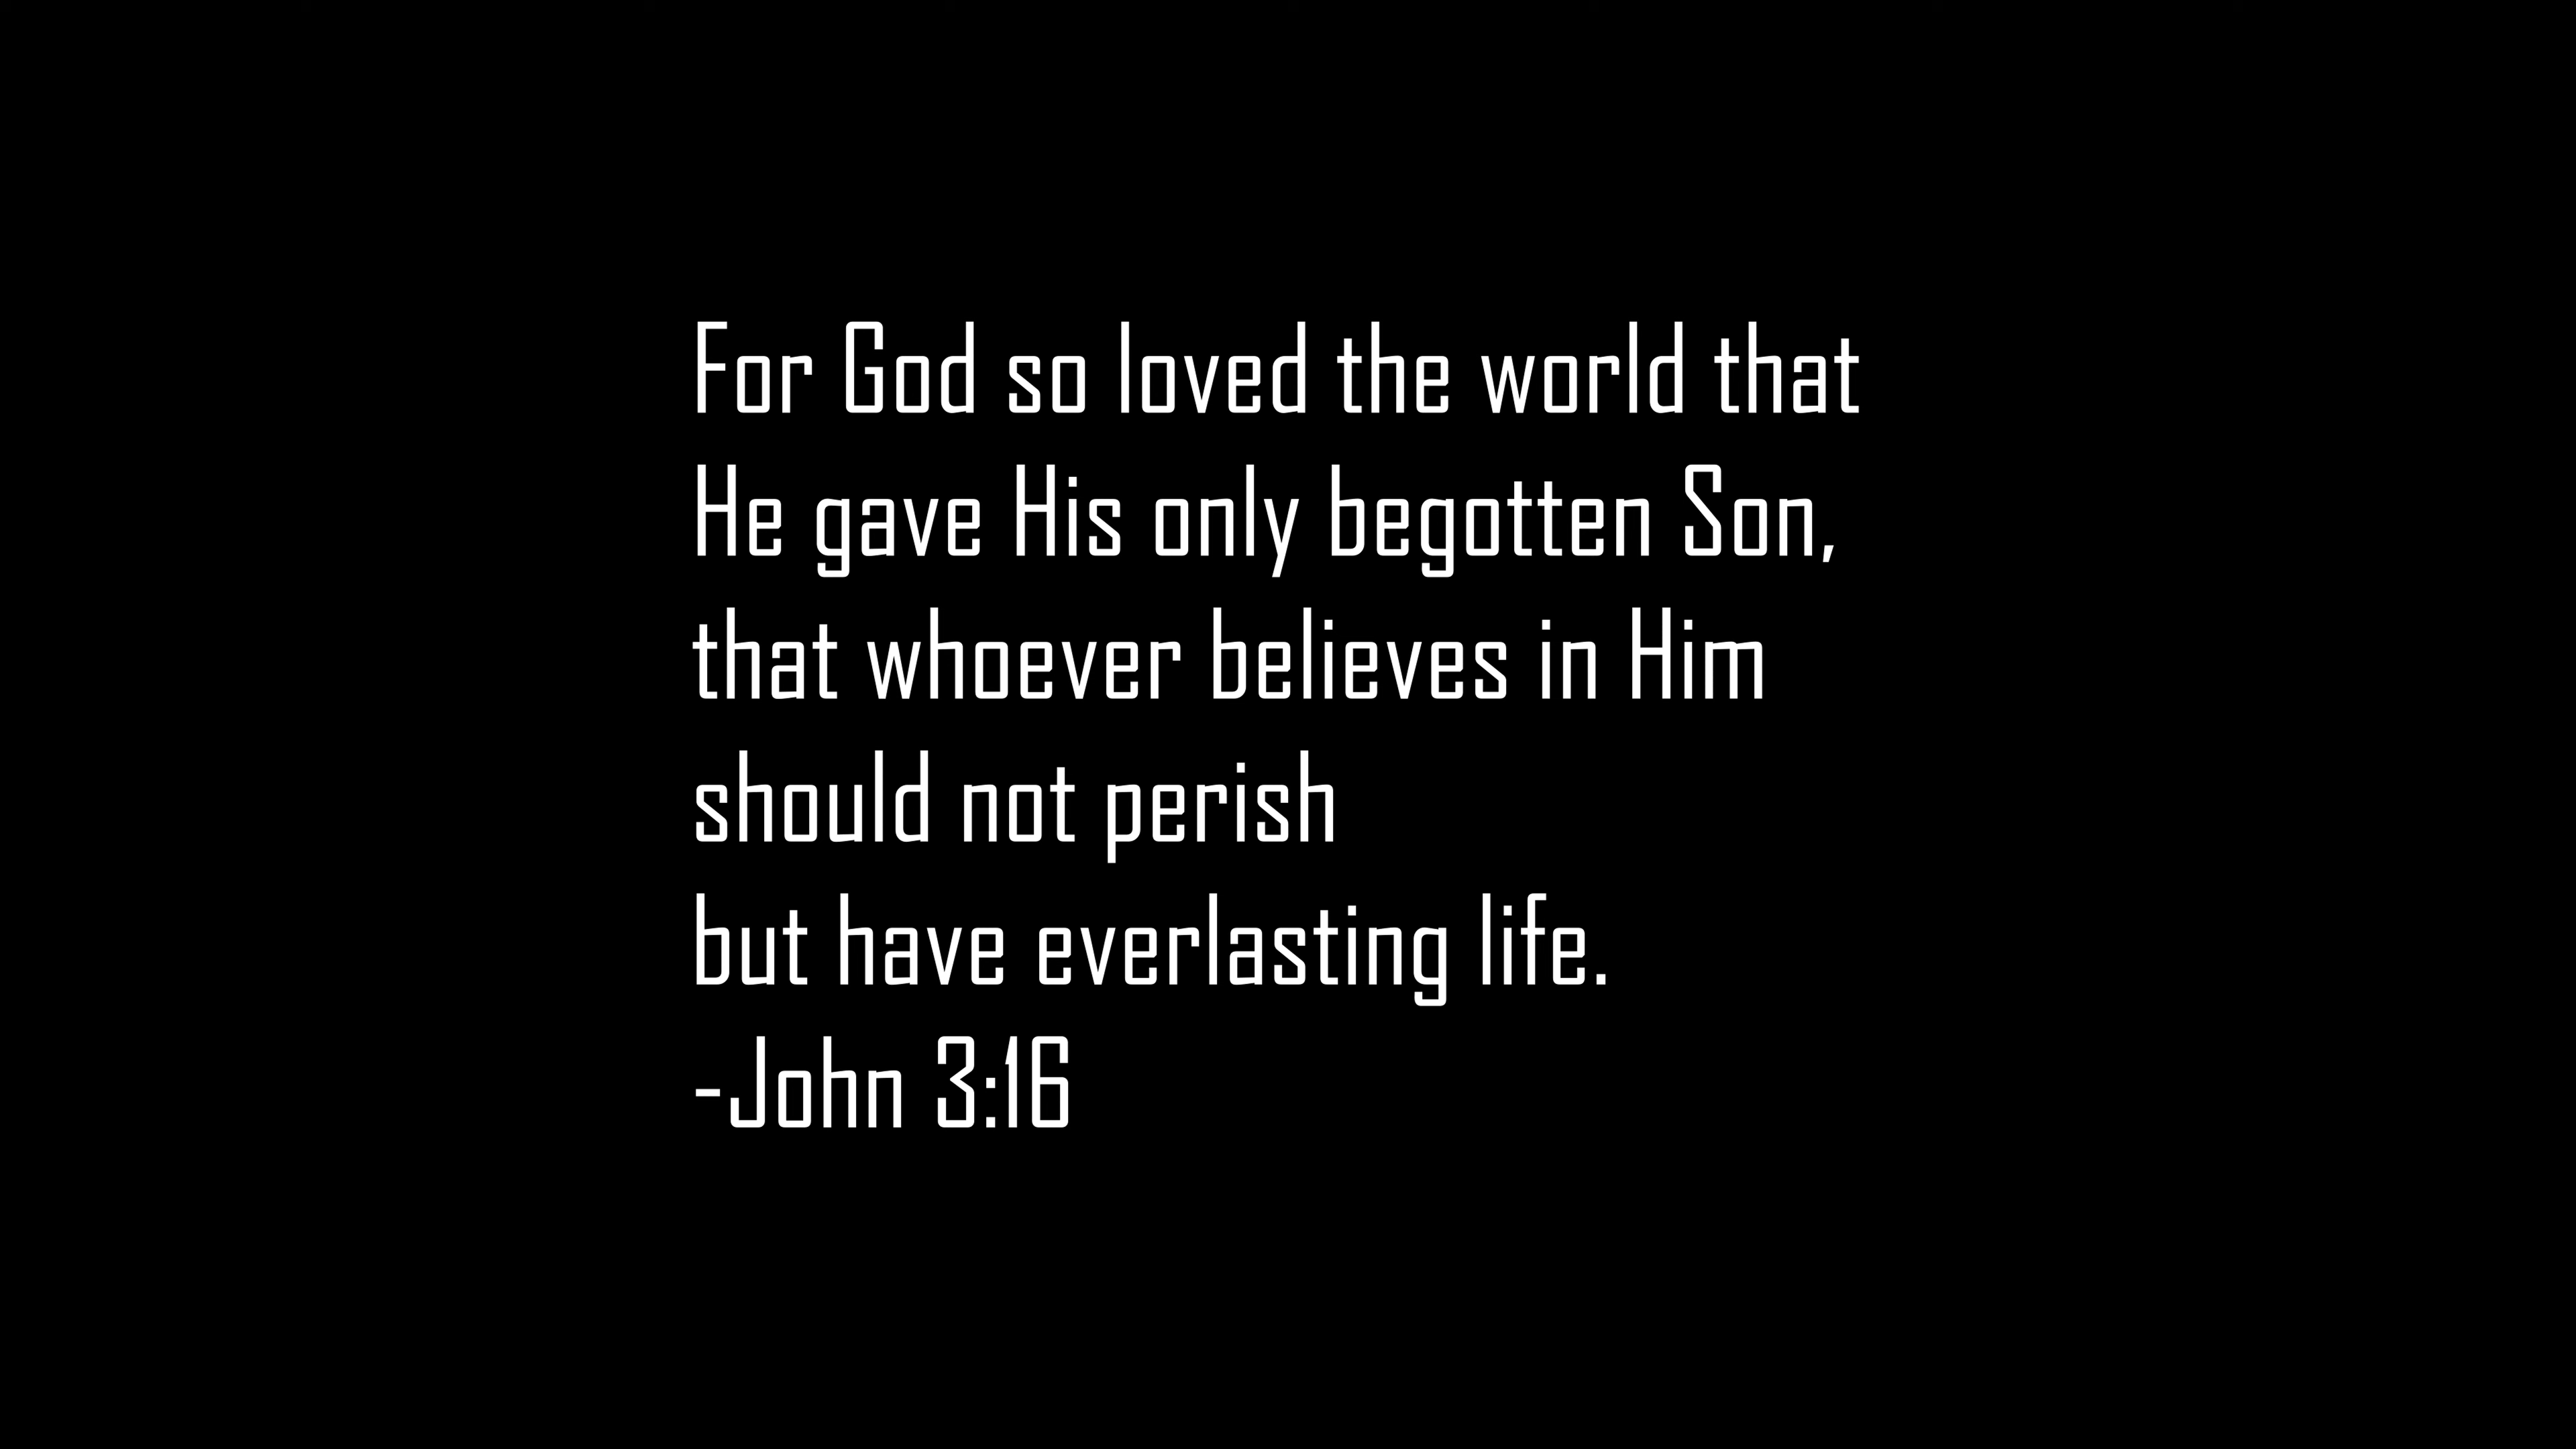 For God so loved the world that
He gave His only begotten Son,
that whoever believes in Him
should not perish
but have everlasting life.
-John 3:16